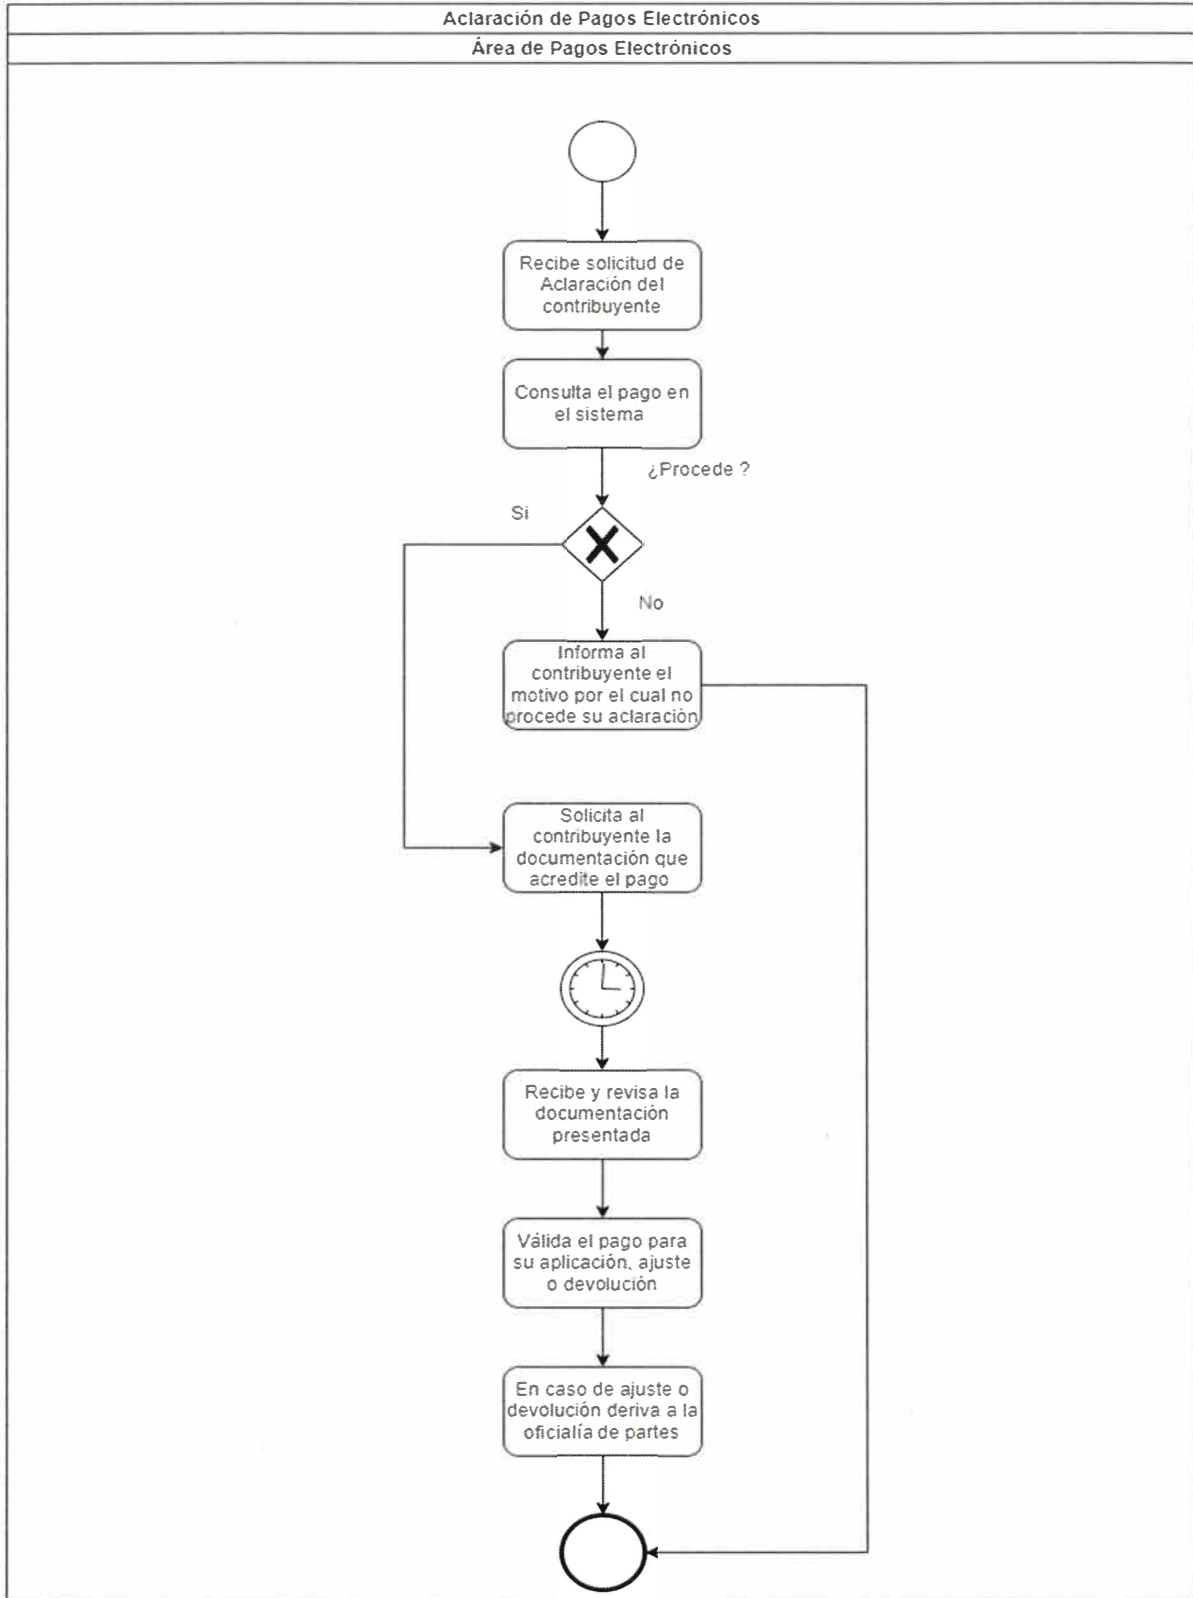 Aclaración de Pagos Electrónicos
Área de Pagos Electrónicos
Recibe solicitud de
Aclaración del
contribuyente
Consulta el pago en
el sistema
¿Procede ?
Si
No
Informa al
contribuyente el
motivo por el cual no
procede su aclaración
Solicita al
contribuyente la
documentación que
acredite el pago
Recibe y revisa la
documentación
presentada
Válida el pago para
su aplicación, ajuste
o devolución
En caso de ajuste o
devolución deriva a la
oficialía de partes